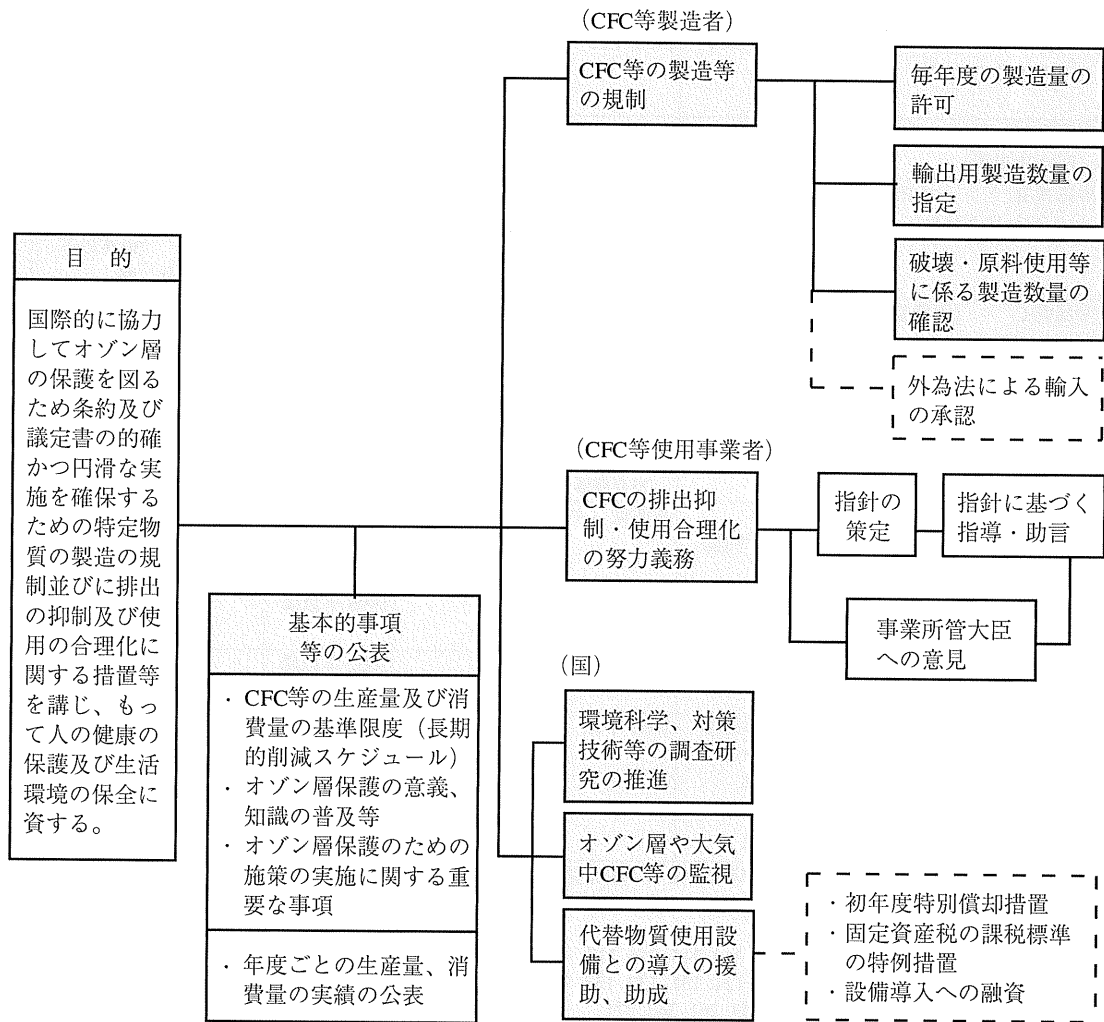 目 的
国際的に協力
してオゾン層
の保護を図る
ため条約及び
議定書の的確
かつ円滑な実
施を確保する
ための特定物
質の製造の規
制並びに排出
の抑制及び使
用の合理化に
関する措置等
を講じ、もっ
て人の健康の
保護及び生活
環境の保全に
資する。
基本的事項
等の公表
・CFC等の生産量及び消
費量の基準限度（長期
的削減スケジュール）
・オゾン層保護の意義、
知識の普及等
・オゾン層保護のための
施策の実施に関する重
要な事項
・年度ごとの生産量、消
費量の実績の公表
（CFC等製造者）
CFC等の製造等
の規制
毎年度の製造量の
許可
輸出用製造数量の
指定
破壊・原料使用等
に係る製造数量の
確認
外為法による輸入
の承認
（CFC等使用事業者）
CFCの排出抑
制・使用合理化
の努力義務
指針の
策定
指針に基づく
指導・助言
事業所管大臣
への意見
（国）
環境科学、対策
技術等の調査研
究の推進
オゾン層や大気
中CFC等の監視
代替物質使用設
備との導入の援
助、助成
・初年度特別償却措置
・固定資産税の課税標準
の特例措置
・設備導入への融資